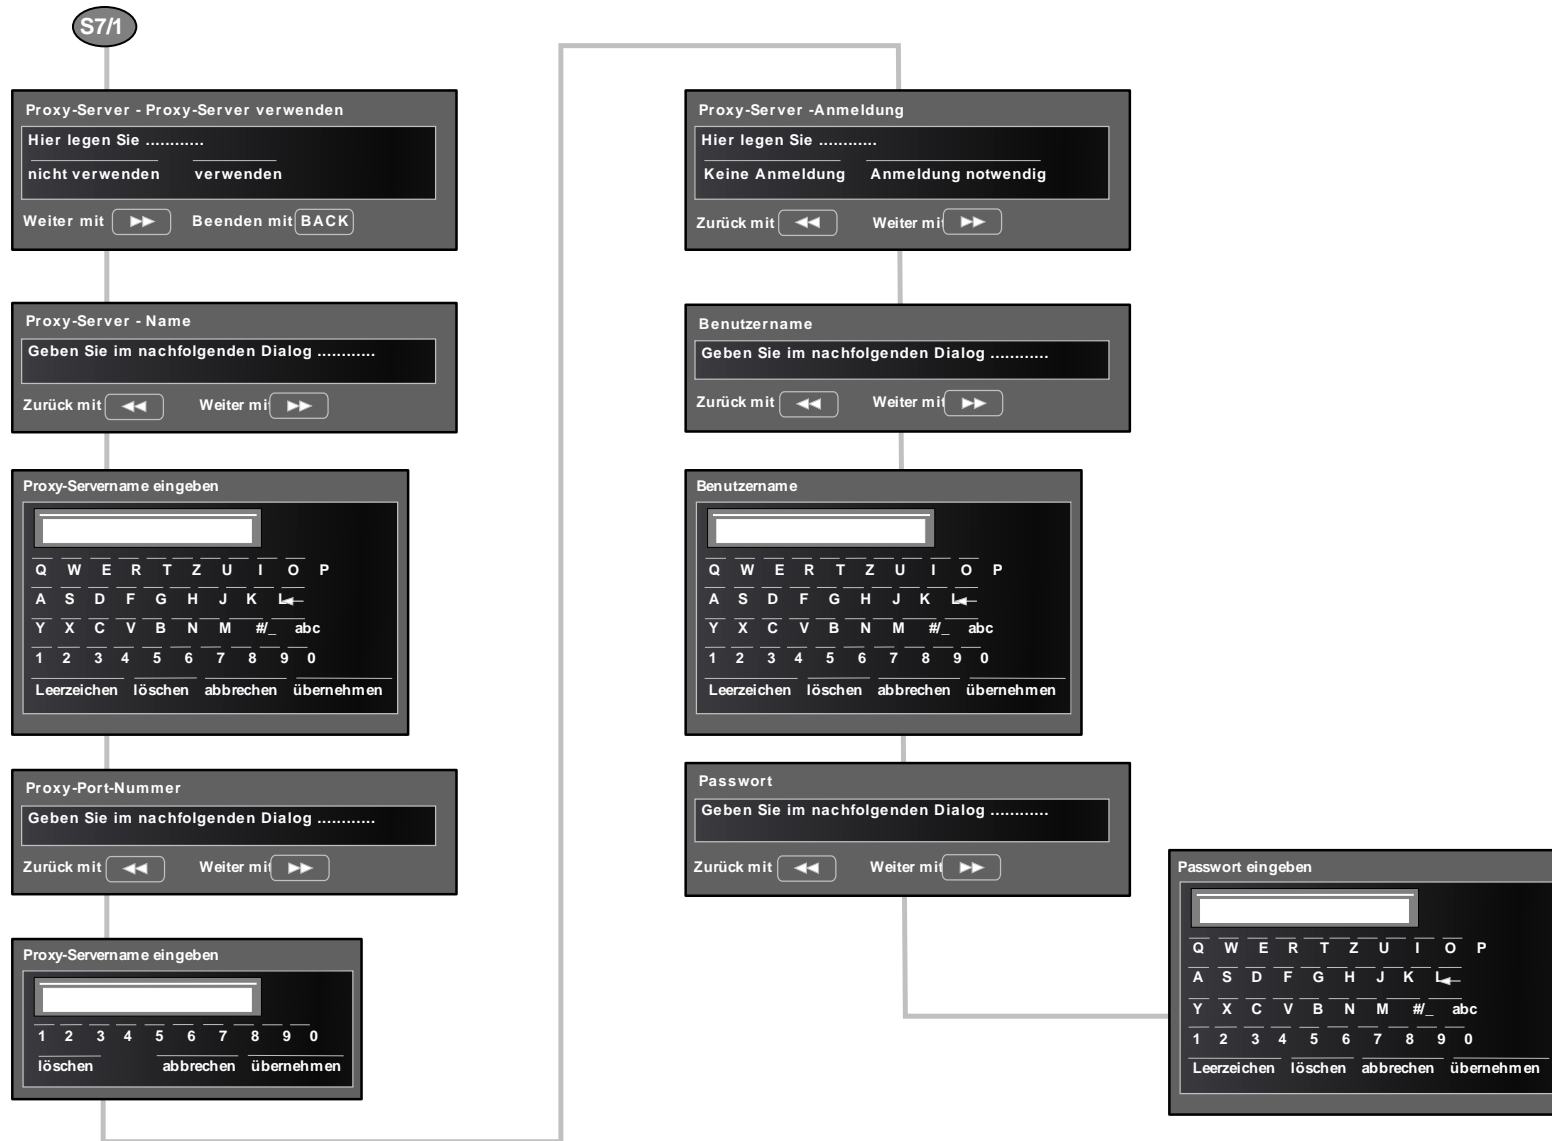 S7/1
Proxy-Server - Proxy-Server verwenden
Hier legen Sie ............
nicht verwenden verwenden
Weiter mit Beenden mit BACK
Proxy-Server - Name
Geben Sie im nachfolgenden Dialog ............
Zurück mit Weiter mit
Proxy-Servername eingeben
Q W E R T Z U I O P
A S D F G H J K L
Y X C V B N M #/_ abc
1 2 3 4 5 6 7 8 9 0
Leerzeichen löschen abbrechen übernehmen
Proxy-Port-Nummer
Geben Sie im nachfolgenden Dialog ............
Zurück mit Weiter mit
Proxy-Servername eingeben
1 2 3 4 5 6 7 8 9 0
löschen abbrechen übernehmen
Proxy-Server -Anmeldung
Hier legen Sie ............
Keine Anmeldung Anmeldung notwendig
Zurück mit Weiter mit
Benutzername
Geben Sie im nachfolgenden Dialog ............
Zurück mit Weiter mit
Benutzername
Q W E R T Z U I O P
A S D F G H J K L
Y X C V B N M #/_ abc
1 2 3 4 5 6 7 8 9 0
Leerzeichen löschen abbrechen übernehmen
Passwort
Geben Sie im nachfolgenden Dialog ............
Zurück mit Weiter mit
Passwort eingeben
Q W E R T Z U I O P
A S D F G H J K L
Y X C V B N M #/_ abc
1 2 3 4 5 6 7 8 9 0
Leerzeichen löschen abbrechen übernehmen